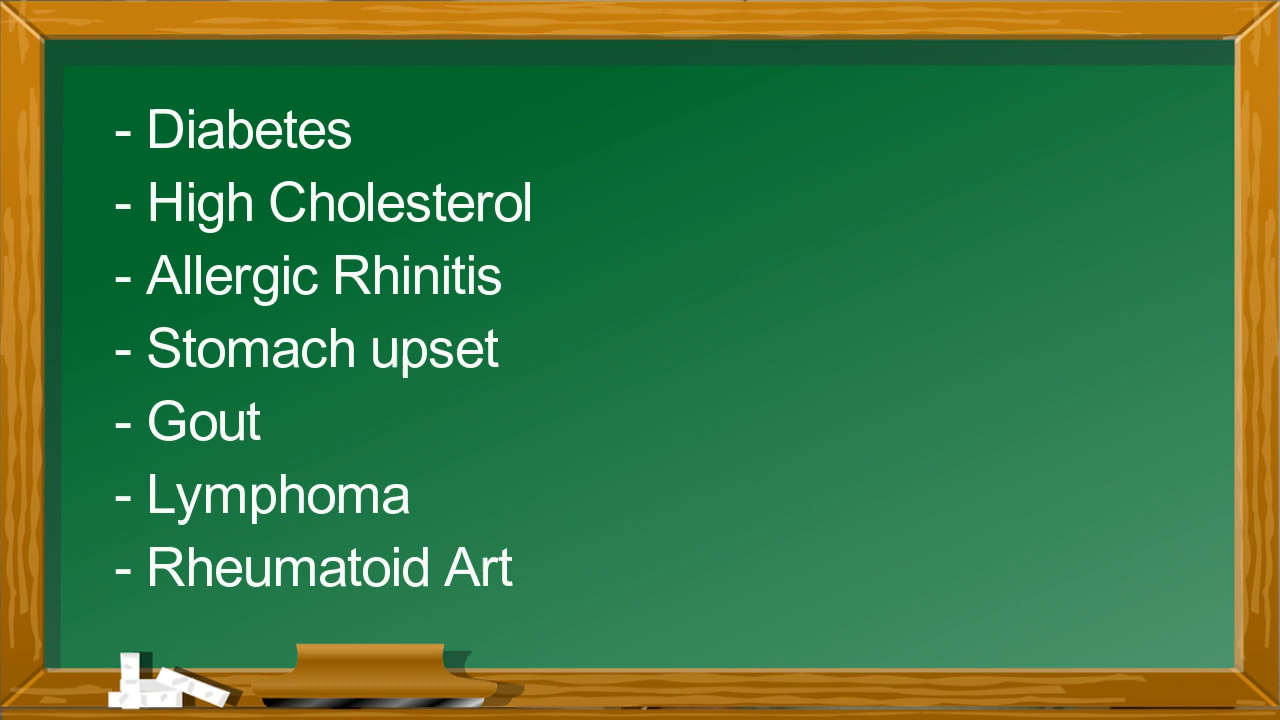 - Diabetes
- High Cholesterol
- Allergic Rhinitis
- Stomach upset
- Gout
- Lymphoma
- Rheumatoid Art